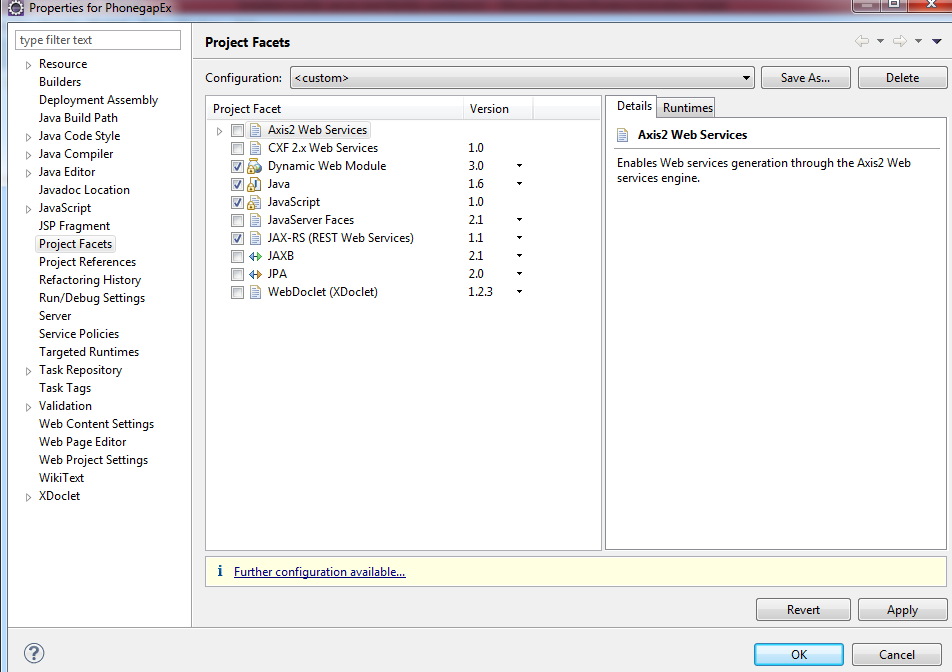 Properties for PhonegapEx
type filter text
Resource
Builders
Deployment Assembly
Java Build Path
Java Code Style
Java Compiler
Java Editor
Javadoc Location
JavaScript
JSP Fragment
Project Facets
Project References
Refactoring History
Run/Debug Settings
Server
Service Policies
Targeted Runtimes
Task Repository
Task Tags
Validation
Web Content Settings
Web Page Editor
Web Project Settings
WikiText
XDoclet
Project Facets
Configuration: <custom> Save As... Delete
Project Facet Version
Axis2 Web Services
CXF 2.x Web Services 1.0
Dynamic Web Module 3.0
Java 1.6
JavaScript 1.0
JavaServer Faces 2.1
JAX-RS (REST Web Services) 1.1
JAXB 2.1
JPA 2.0
WebDoclet (XDoclet) 1.2.3
Details Runtimes
Axis2 Web Services
Enables Web services generation through the Axis2 Web
services engine.
i Further configuration available...
Revert Apply
? OK Cancel